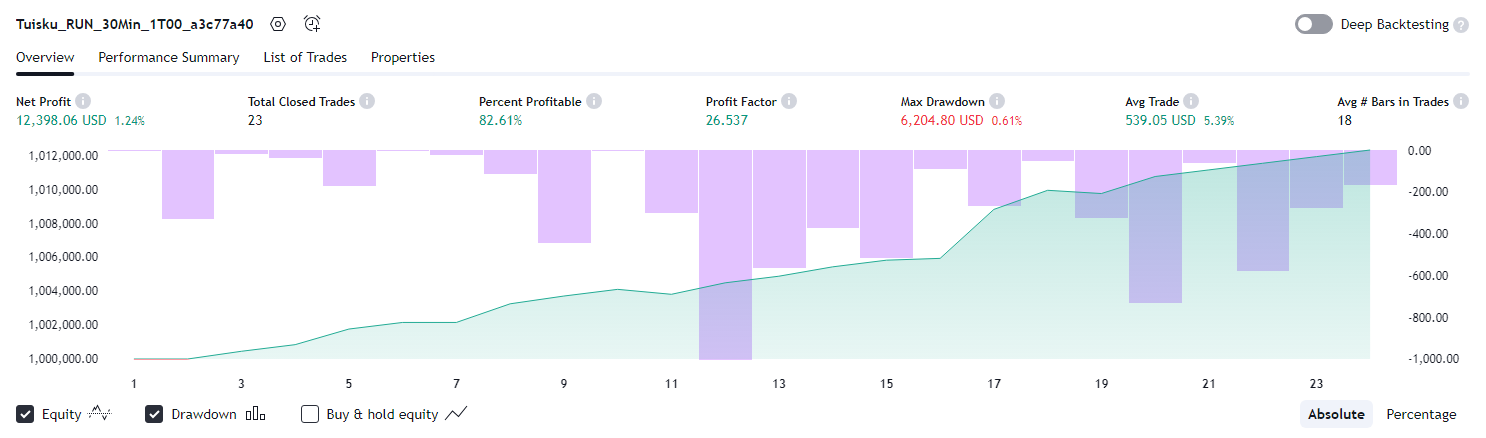 Tuisku_RUN_30Min_1T00_a3c77a40
Deep Backtesting ?
Overview Performance Summary List of Trades Properties
Net Profit Total Closed Trades Percent Profitable Profit Factor Max Drawdown Avg Trade Avg # Bars in Trades
12,398.06 USD 1.24% 23 82.61% 26.537 6,204.80 USD 0.61% 539.05 USD 5.39% 18
1,012,000.00 0.00
1,010,000.00 -200.00
1,008,000.00 -400.00
1,006,000.00 -600.00
1,004,000.00
1,002,000.00 -800.00
1,000,000.00 -1,000.00
1 3 5 7 9 11 13 15 17 19 21 23
Equity Drawdown Buy & hold equity Absolute Percentage